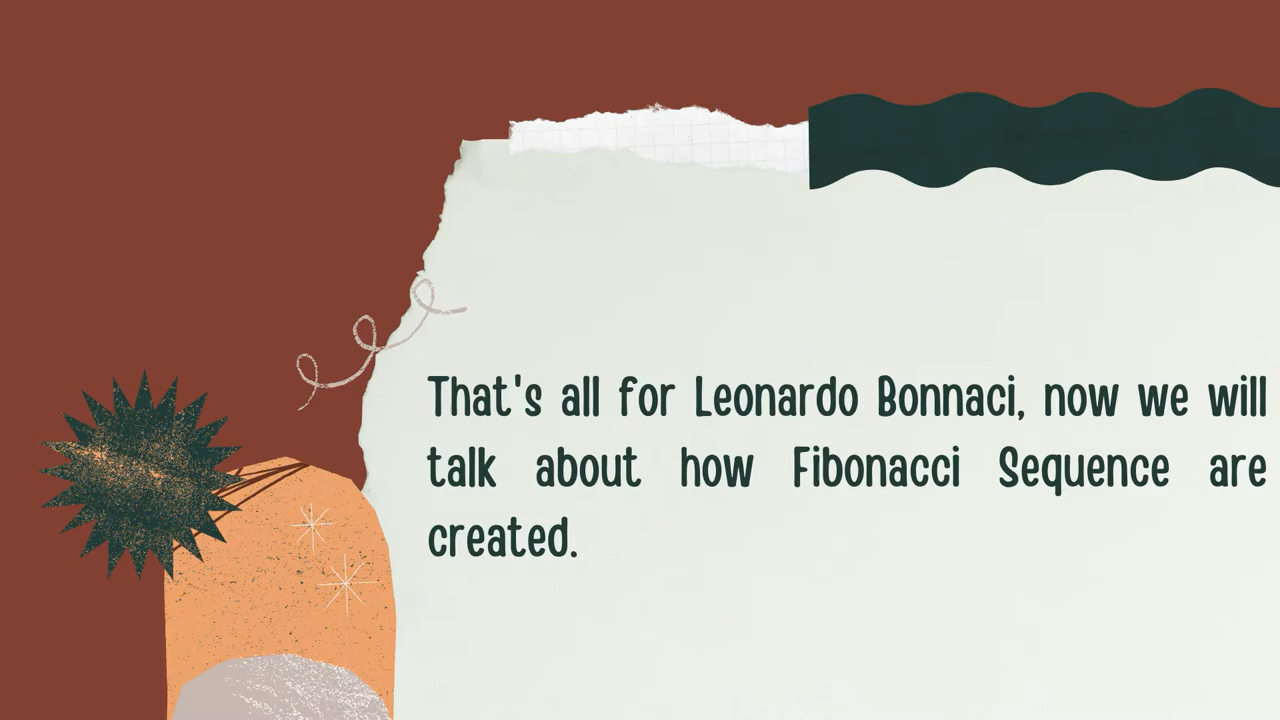 That's all for Leonardo Bonnaci, now we will
talk about how Fibonacci Sequence are
created.